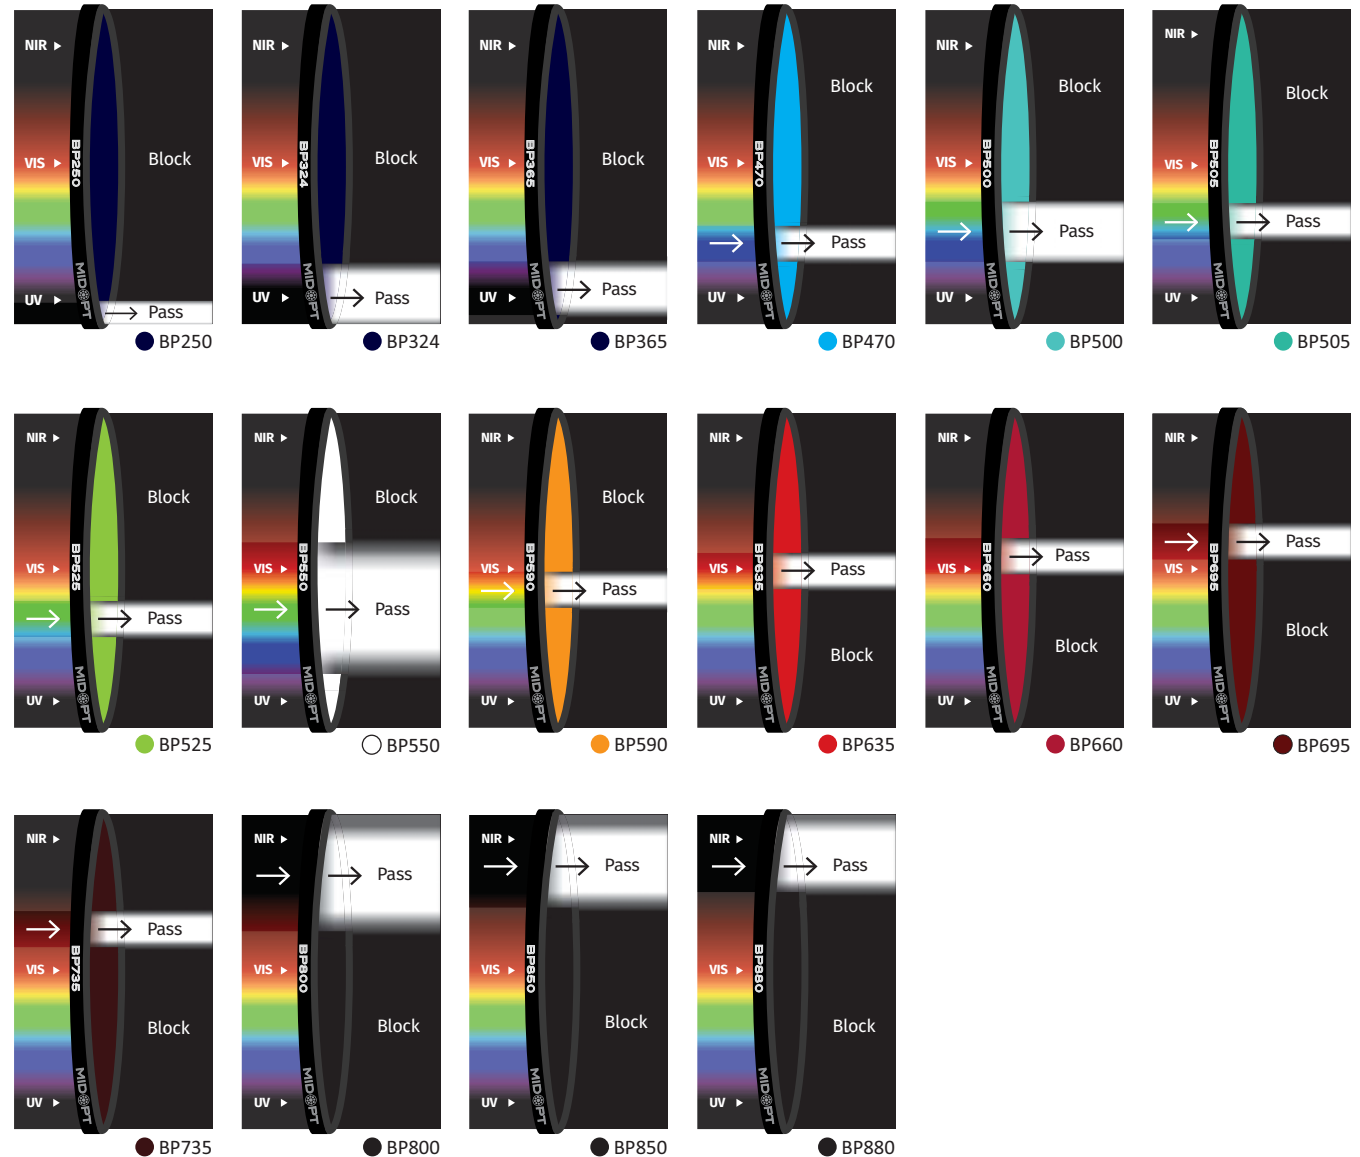 NIR
VIS
UV
BP250
MIDOPT
Block
Pass
BP250
NIR
VIS
UV
BP324
MIDOPT
Block
Pass
BP324
NIR
VIS
UV
BP365
MIDOPT
Block
Pass
BP365
NIR
VIS
UV
BP470
MIDOPT
Block
Pass
BP470
NIR
VIS
UV
BP500
MIDOPT
Block
Pass
BP500
NIR
VIS
UV
BP505
MIDOPT
Block
Pass
BP505
NIR
VIS
UV
BP525
MIDOPT
Block
Pass
BP525
NIR
VIS
UV
BP550
MIDOPT
Block
Pass
BP550
NIR
VIS
UV
BP590
MIDOPT
Block
Pass
BP590
NIR
VIS
UV
BP635
MIDOPT
Pass
Block
BP635
NIR
VIS
UV
BP660
MIDOPT
Pass
Block
BP660
NIR
VIS
UV
BP695
MIDOPT
Pass
Block
BP695
NIR
VIS
UV
BP735
MIDOPT
Pass
Block
BP735
NIR
VIS
UV
BP800
MIDOPT
Pass
Block
BP800
NIR
VIS
UV
BP850
MIDOPT
Pass
Block
BP850
NIR
VIS
UV
BP880
MIDOPT
Pass
Block
BP880